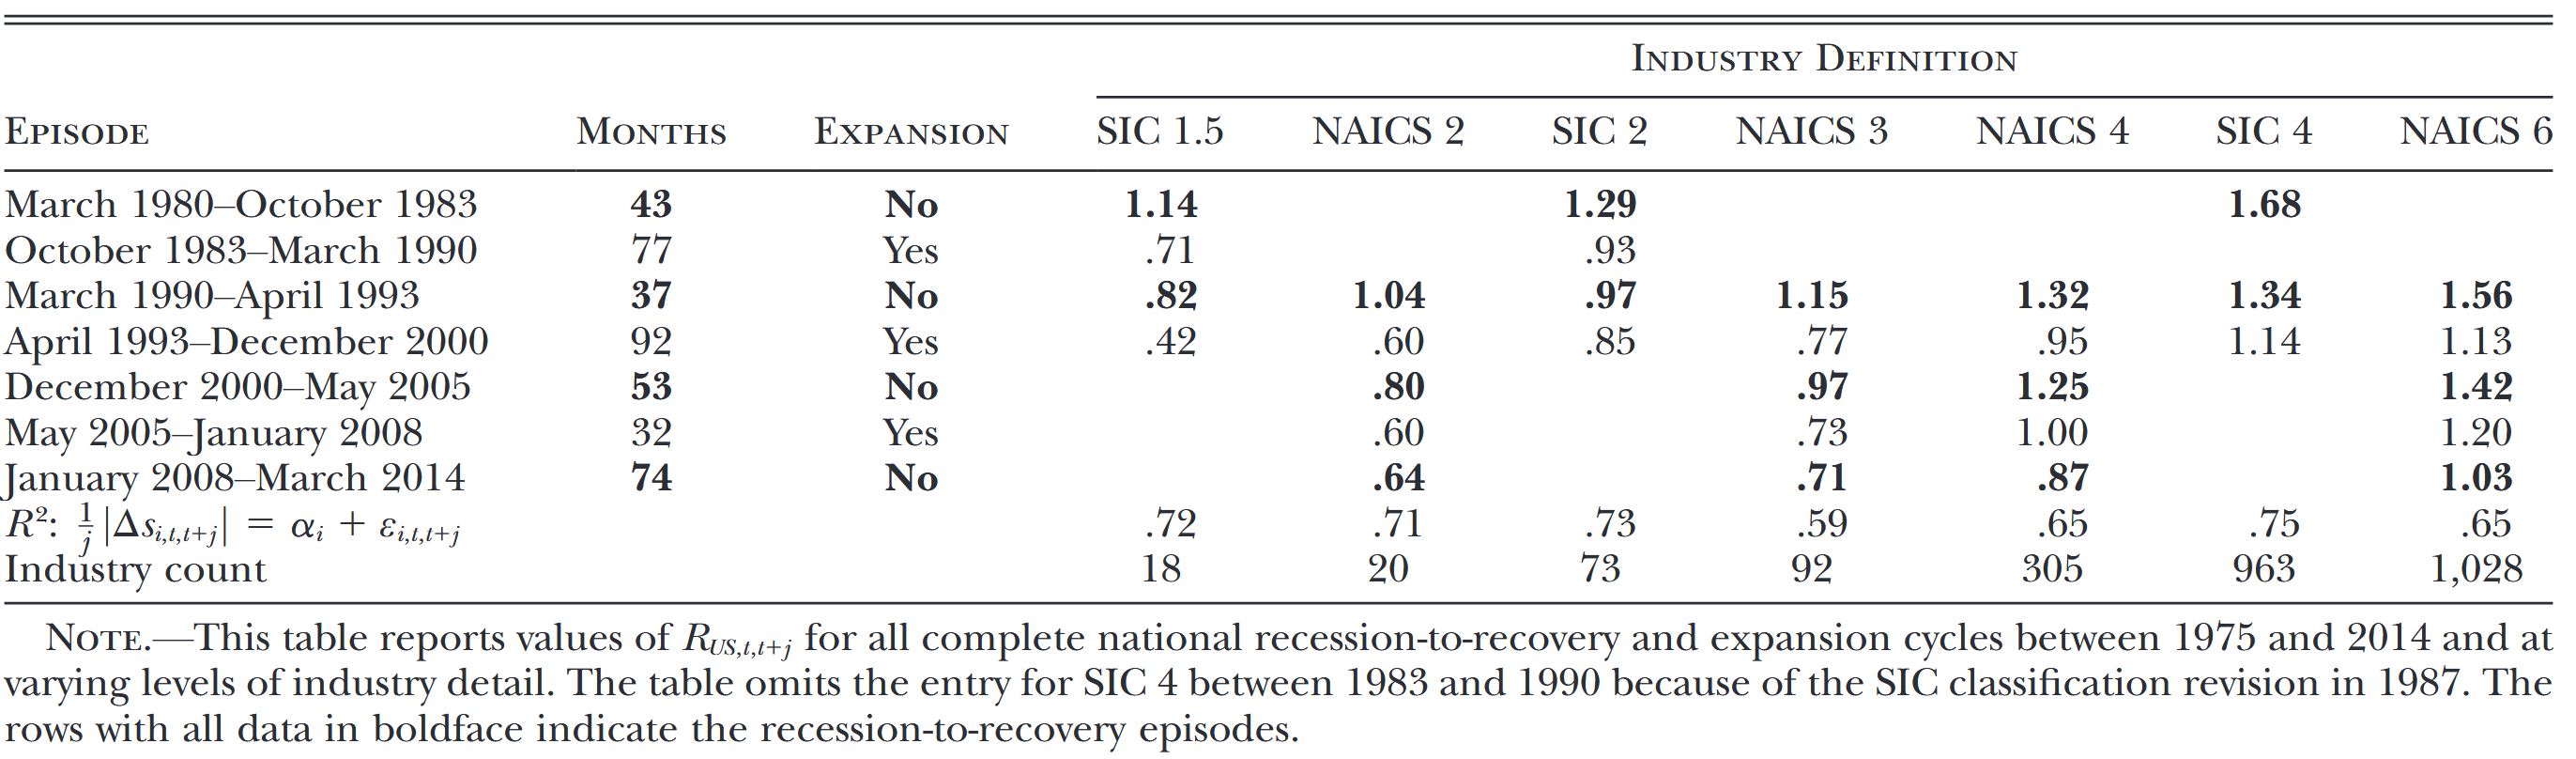 INDUSTRY DEFINITION
EPISODE MONTHS EXPANSION SIC 1.5 NAICS 2 SIC 2 NAICS 3 NAICS 4 SIC 4 NAICS 6
March 1980–October 1983 43 No 1.14 1.29 1.68
October 1983–March 1990 77 Yes .71 .93
March 1990–April 1993 37 No .82 1.04 .97 1.15 1.32 1.34 1.56
April 1993–December 2000 92 Yes .42 .60 .85 .77 .95 1.14 1.13
December 2000–May 2005 53 No .80 .97 1.25 1.42
May 2005–January 2008 32 Yes .60 .73 1.00 1.20
January 2008–March 2014 74 No .64 .71 .87 1.03
R²: 1/j |Δs_{i,t,t+j}| = α_i + ε_{i,t,t+j} .72 .71 .73 .59 .65 .75 .65
Industry count 18 20 73 92 305 963 1,028
NOTE.—This table reports values of R_{US,t,t+j} for all complete national recession-to-recovery and expansion cycles between 1975 and 2014 and at
varying levels of industry detail. The table omits the entry for SIC 4 between 1983 and 1990 because of the SIC classification revision in 1987. The
rows with all data in boldface indicate the recession-to-recovery episodes.